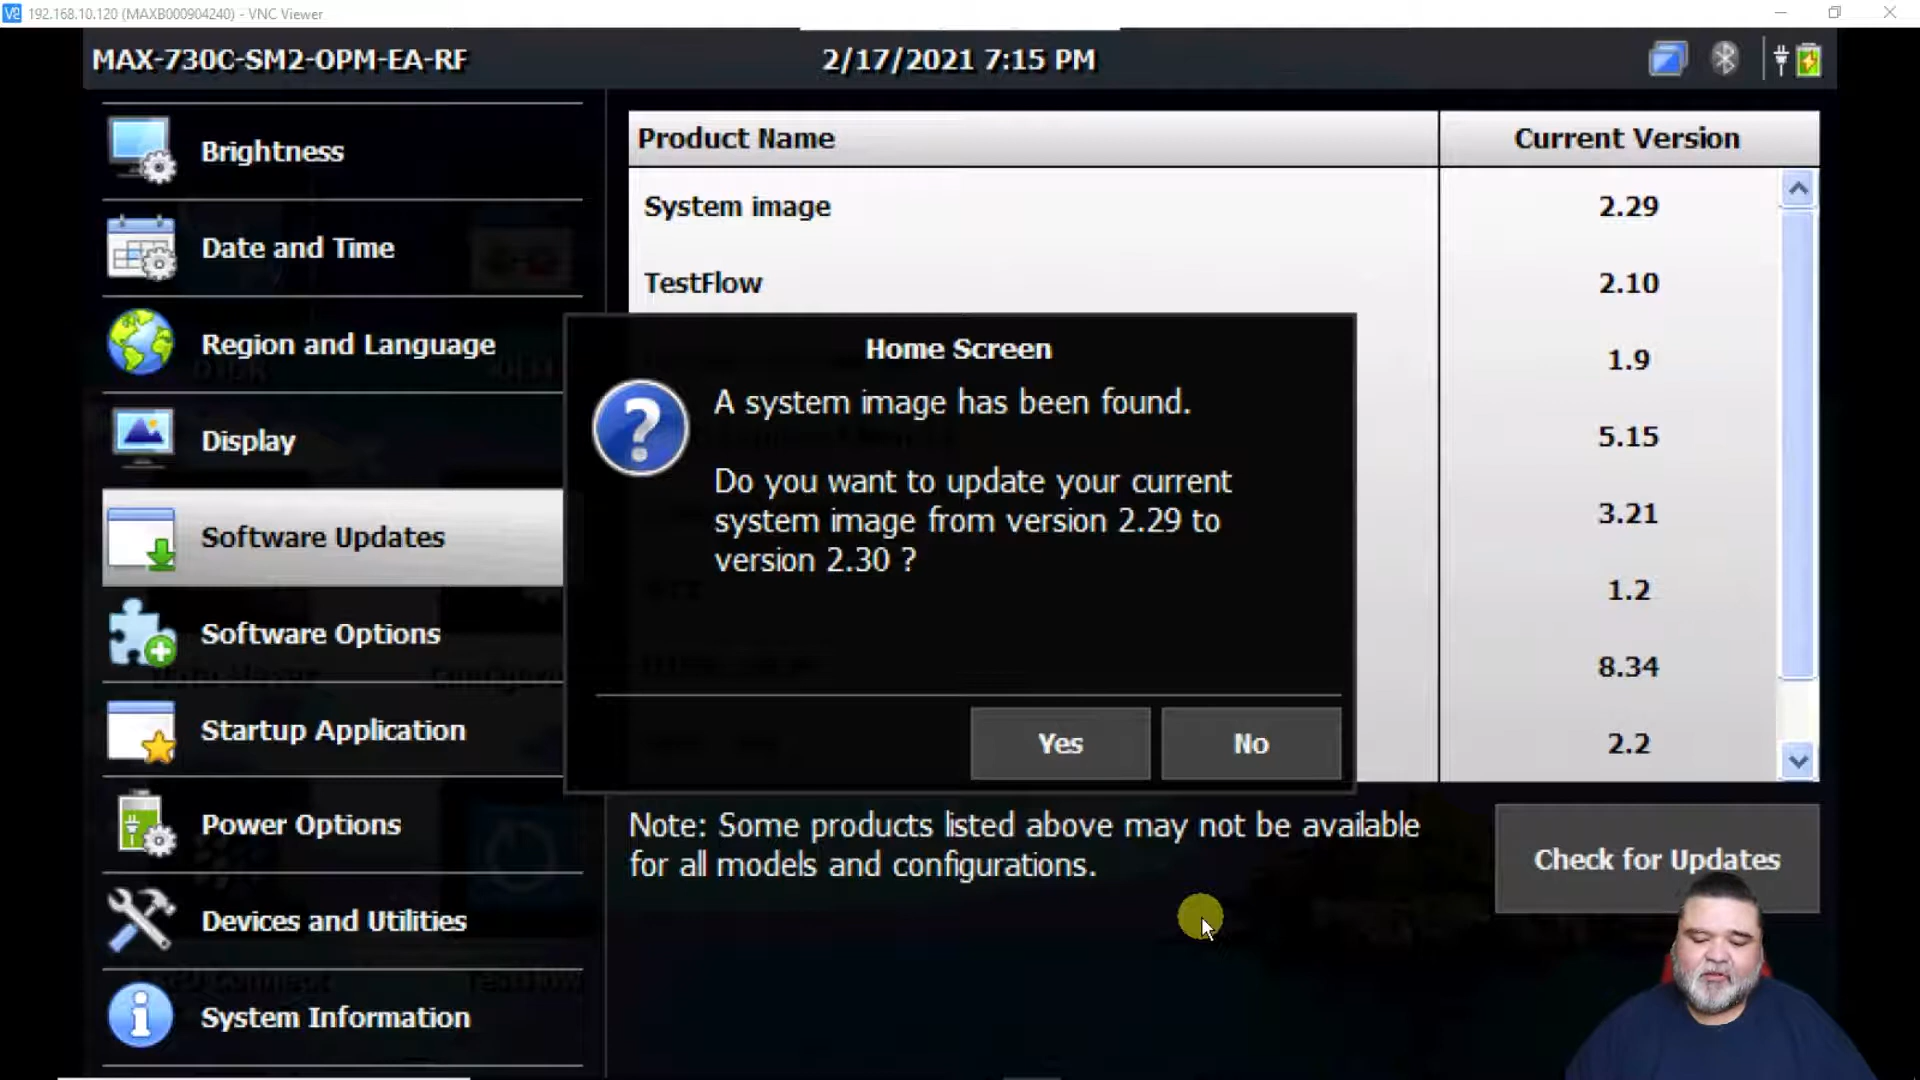 192.168.10.120 (MAXB000904240) - VNC Viewer
MAX-730C-SM2-OPM-EA-RF
2/17/2021 7:15 PM
Brightness
Date and Time
Region and Language
Display
Software Updates
Software Options
Startup Application
Power Options
Devices and Utilities
System Information
Product Name
Current Version
System image
2.29
TestFlow
2.10
1.9
5.15
3.21
1.2
8.34
2.2
Home Screen
A system image has been found.
Do you want to update your current
system image from version 2.29 to
version 2.30 ?
Yes
No
Note: Some products listed above may not be available
for all models and configurations.
Check for Updates